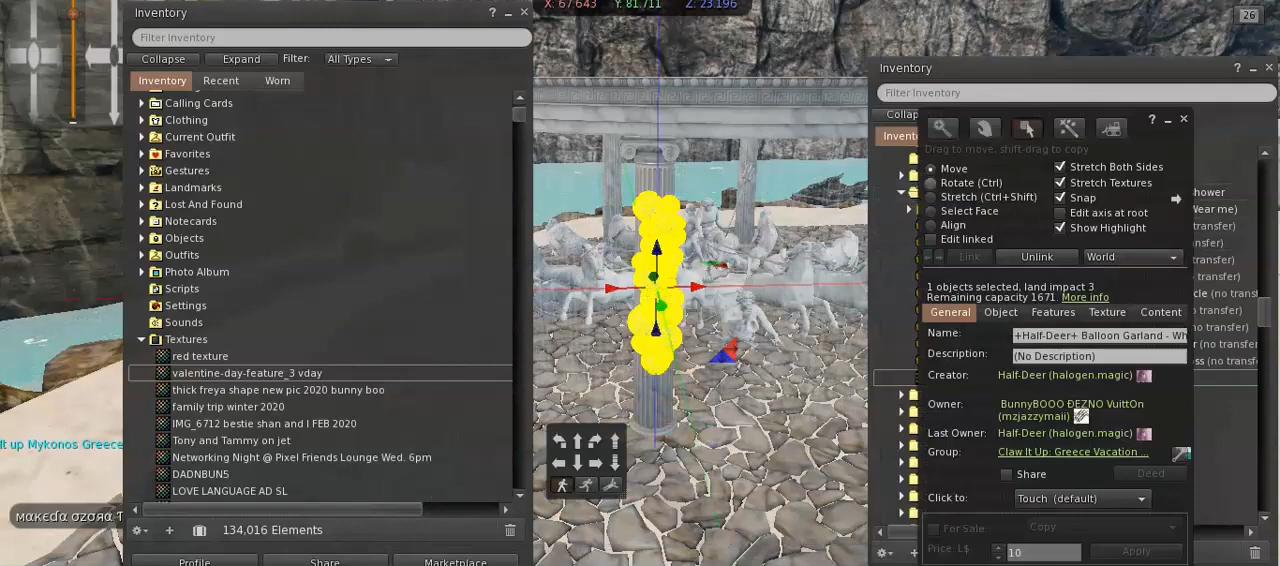 Inventory
Filter Inventory
Collapse Expand Filter: All Types
Inventory Recent Worn
Calling Cards
Clothing
Current Outfit
Favorites
Gestures
Landmarks
Lost And Found
Notecards
Objects
Outfits
Photo Album
Scripts
Settings
Sounds
Textures
red texture
valentine-day-feature_3 vday
thick freya shape new pic 2020 bunny boo
family trip winter 2020
IMG_6712 bestie shan and I FEB 2020
Tony and Tammy on jet
Networking Night @ Pixel Friends Lounge Wed. 6pm
DADNBUN5
LOVE LANGUAGE AD SL
134,016 Elements
Profile Share Marketplace
It up Mykonos Greece
X: 67.643 Y: 81.711 Z: 23.196
26
Inventory
Filter Inventory
Collap
Invento
Drag to move, shift-drag to copy
Move
Rotate (Ctrl)
Stretch (Ctrl+Shift)
Select Face
Align
Edit linked
Stretch Both Sides
Stretch Textures
Snap
Edit axis at root
Show Highlight
Link Unlink World
1 objects selected, land impact 3
Remaining capacity 1671. More info
General Object Features Texture Content
Name: +Half-Deer+ Balloon Garland - Wh
Description: (No Description)
Creator: Half-Deer (halogen.magic)
Owner: BunnyBOOO ĐEZNO VuittOn
(mzjazzymaii)
Last Owner: Half-Deer (halogen.magic)
Group: Claw It Up: Greece Vacation ...
Share Deed
Click to: Touch (default)
For Sale Copy
Price: L$ 10 Apply
hower
Wear me)
ransfer)
transfer)
transfer)
o transfer)
cle (no transf
transfer)
no transfer)
oss (no transf